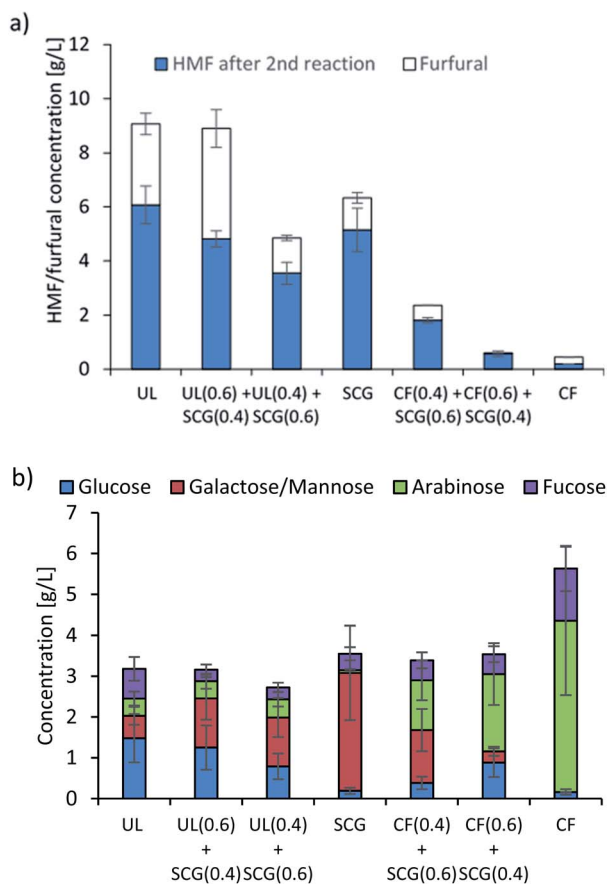 a)
HMF/furfural concentration [g/L]
12
10
8
6
4
2
0
HMF after 2nd reaction Furfural
UL UL(0.6) +UL(0.4) + SCG CF(0.4) +CF(0.6) + CF
SCG(0.4) SCG(0.6) SCG(0.6) SCG(0.4)
b)
Glucose Galactose/Mannose Arabinose Fucose
Concentration [g/L]
7
6
5
4
3
2
1
0
UL UL(0.6) UL(0.4) SCG CF(0.4) CF(0.6) CF
+ + + +
SCG(0.4) SCG(0.6) SCG(0.6) SCG(0.4)